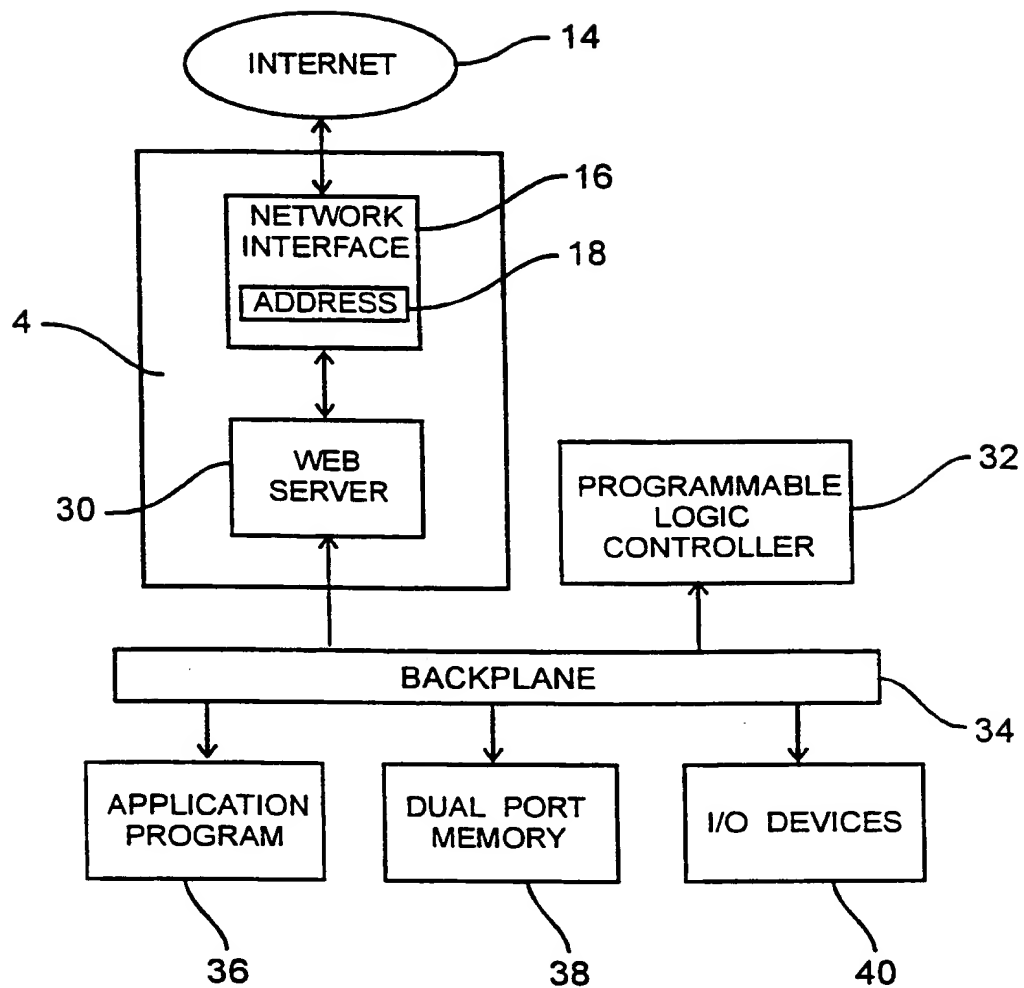 INTERNET
14
16
NETWORK
INTERFACE
18
ADDRESS
4
WEB
SERVER
30
32
PROGRAMMABLE
LOGIC
CONTROLLER
BACKPLANE
34
APPLICATION
PROGRAM
DUAL PORT
MEMORY
I/O DEVICES
36
38
40